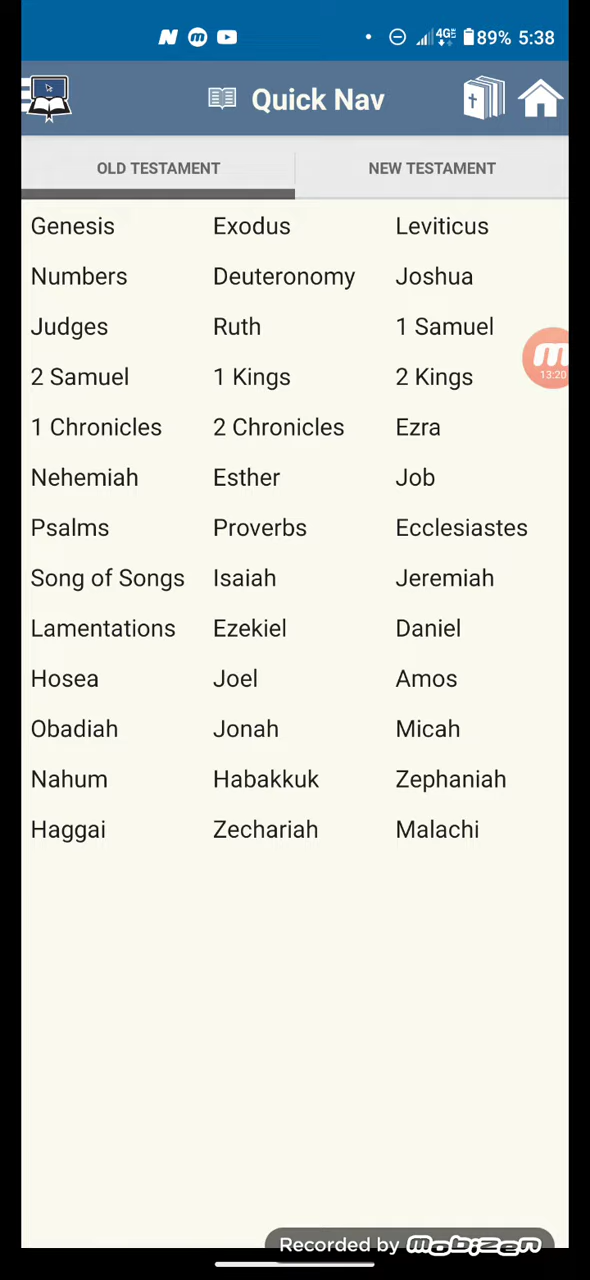 4GE 89% 5:38
Quick Nav
OLD TESTAMENT NEW TESTAMENT
Genesis Exodus Leviticus
Numbers Deuteronomy Joshua
Judges Ruth 1 Samuel
2 Samuel 1 Kings 2 Kings
13:20
1 Chronicles 2 Chronicles Ezra
Nehemiah Esther Job
Psalms Proverbs Ecclesiastes
Song of Songs Isaiah Jeremiah
Lamentations Ezekiel Daniel
Hosea Joel Amos
Obadiah Jonah Micah
Nahum Habakkuk Zephaniah
Haggai Zechariah Malachi
Recorded by mobizen